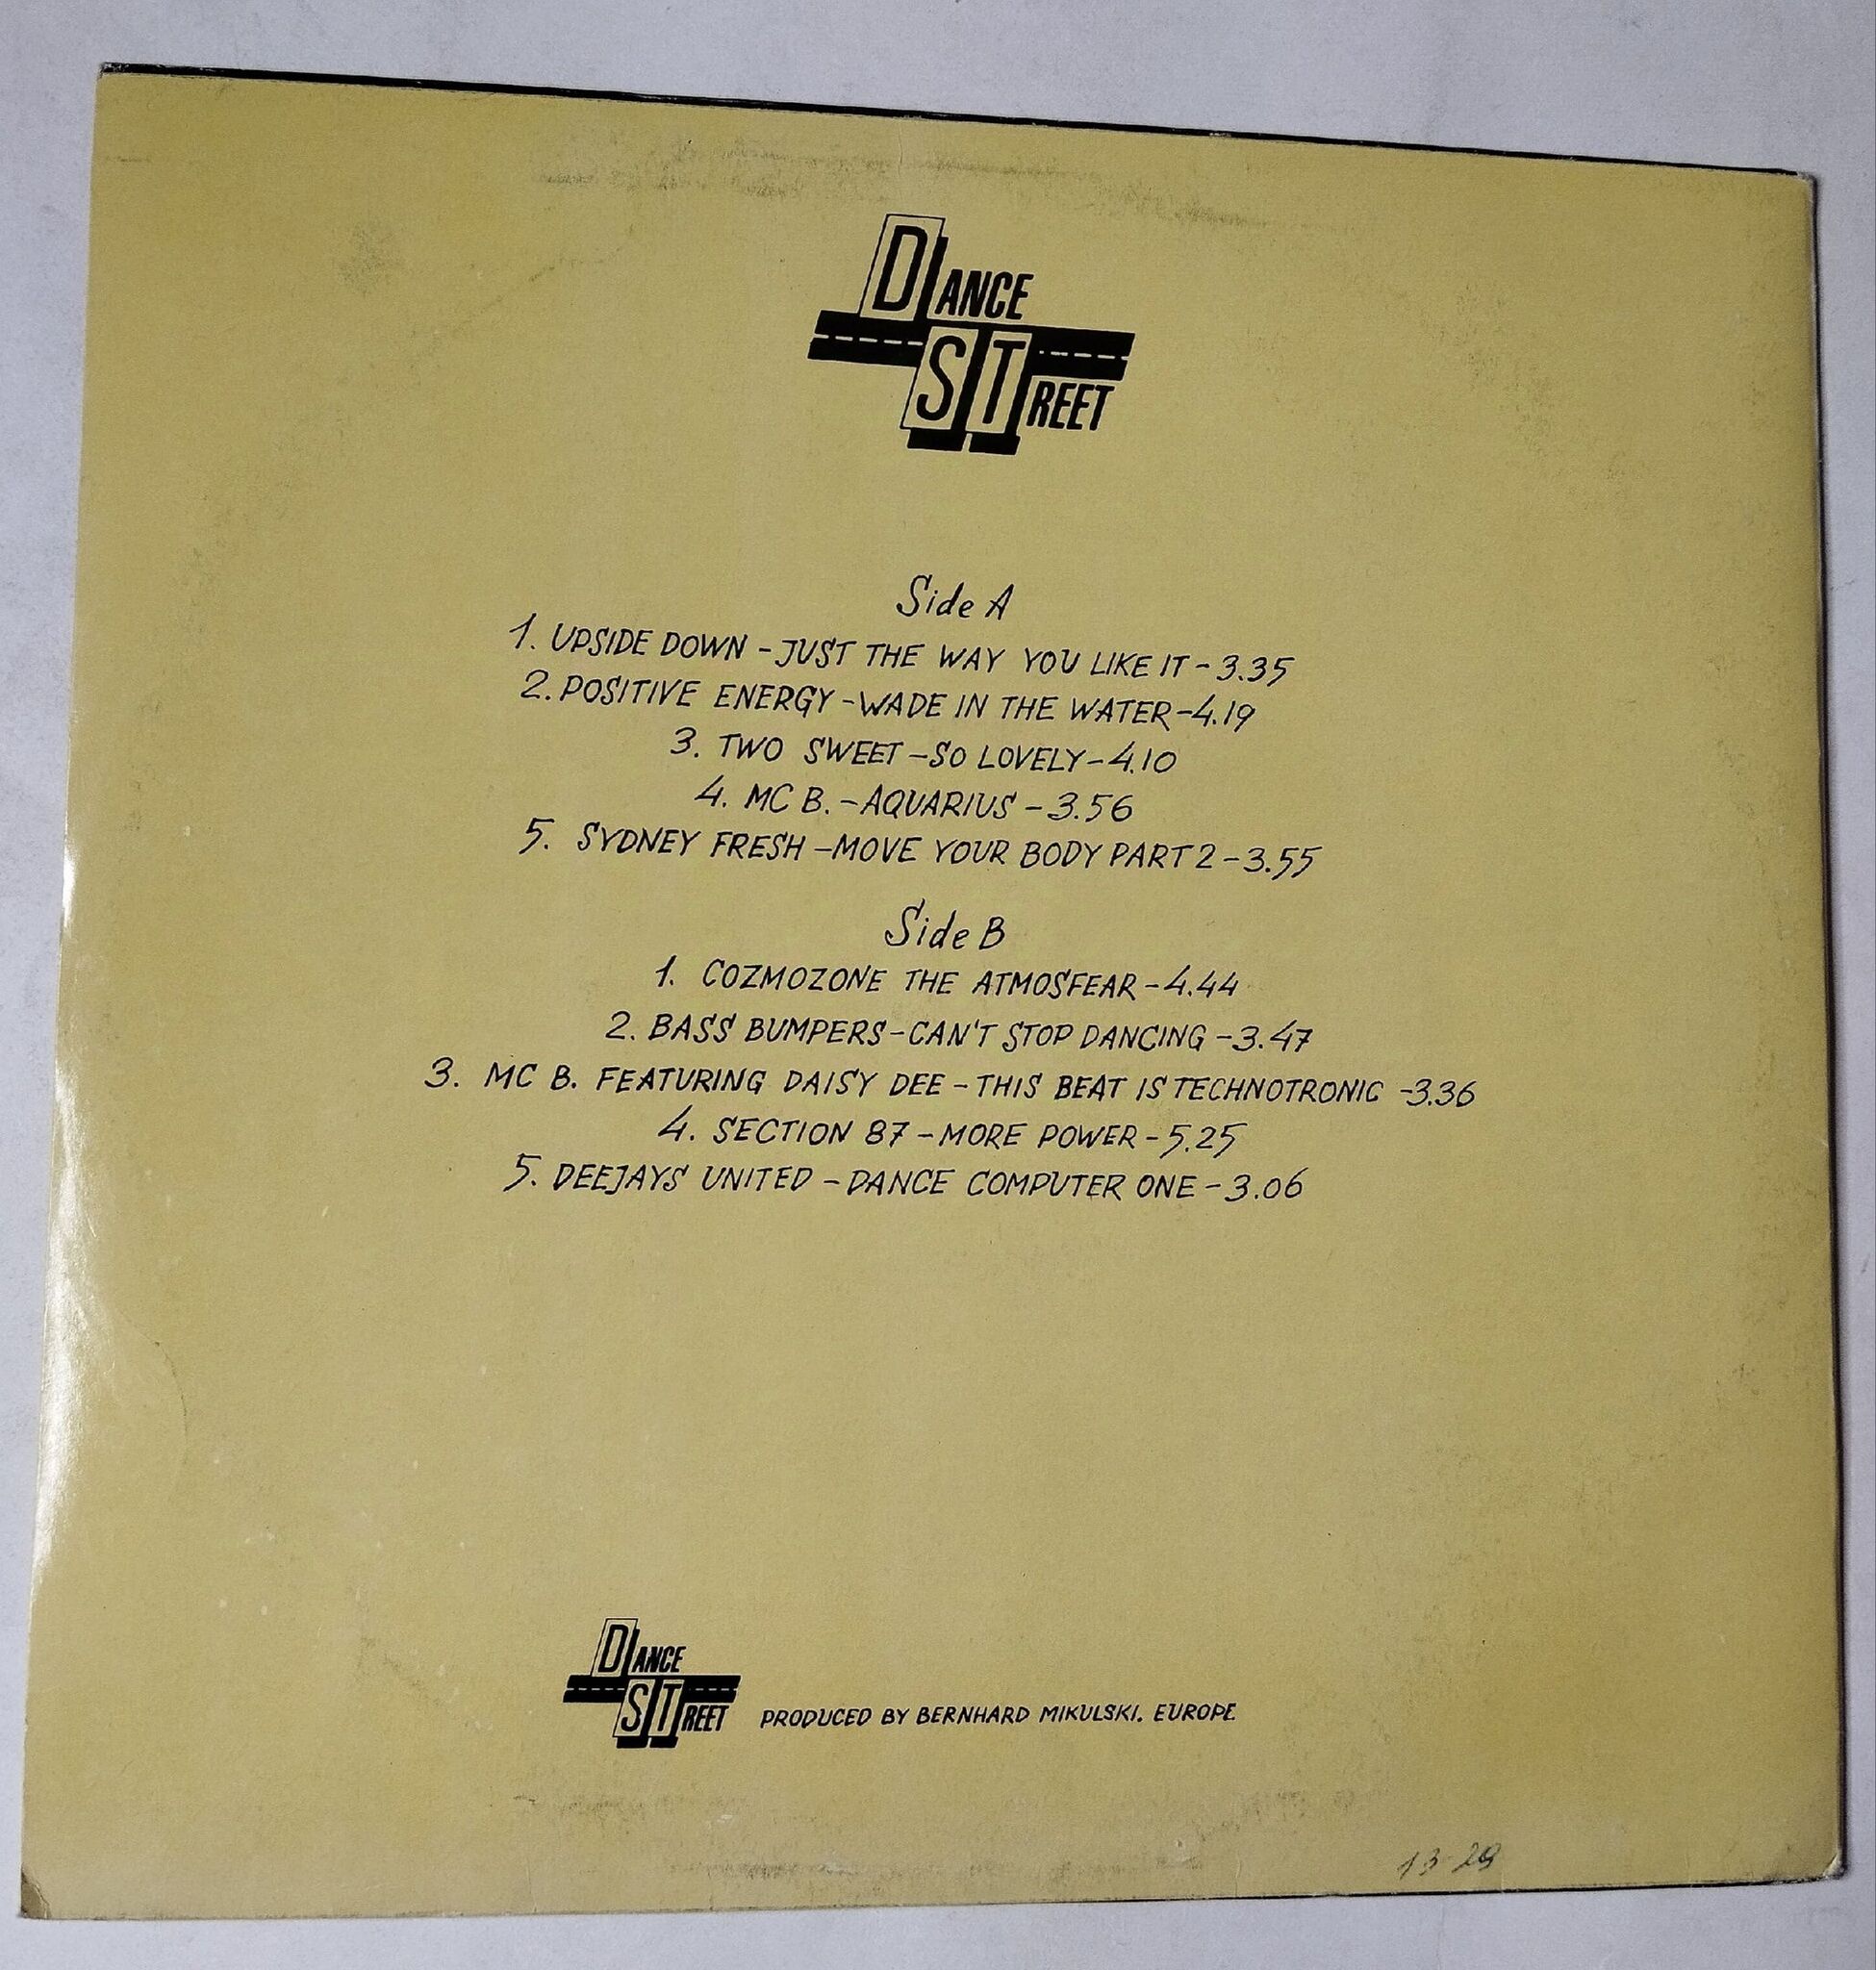 DANCE
STREET
Side A
1. UPSIDE DOWN - JUST THE WAY YOU LIKE IT - 3.35
2. POSITIVE ENERGY - WADE IN THE WATER - 4.19
3. TWO SWEET - SO LOVELY - 4.10
4. MC B. - AQUARIUS - 3.56
5. SYDNEY FRESH - MOVE YOUR BODY PART 2 - 3.55
Side B
1. COZMOZONE THE ATMOSFEAR - 4.44
2. BASS BUMPERS - CAN'T STOP DANCING - 3.47
3. MC B. FEATURING DAISY DEE - THIS BEAT IS TECHNOTRONIC - 3.36
4. SECTION 87 - MORE POWER - 5.25
5. DEEJAYS UNITED - DANCE COMPUTER ONE - 3.06
DANCE
STREET
PRODUCED BY BERNHARD MIKULSKI. EUROPE
13-29